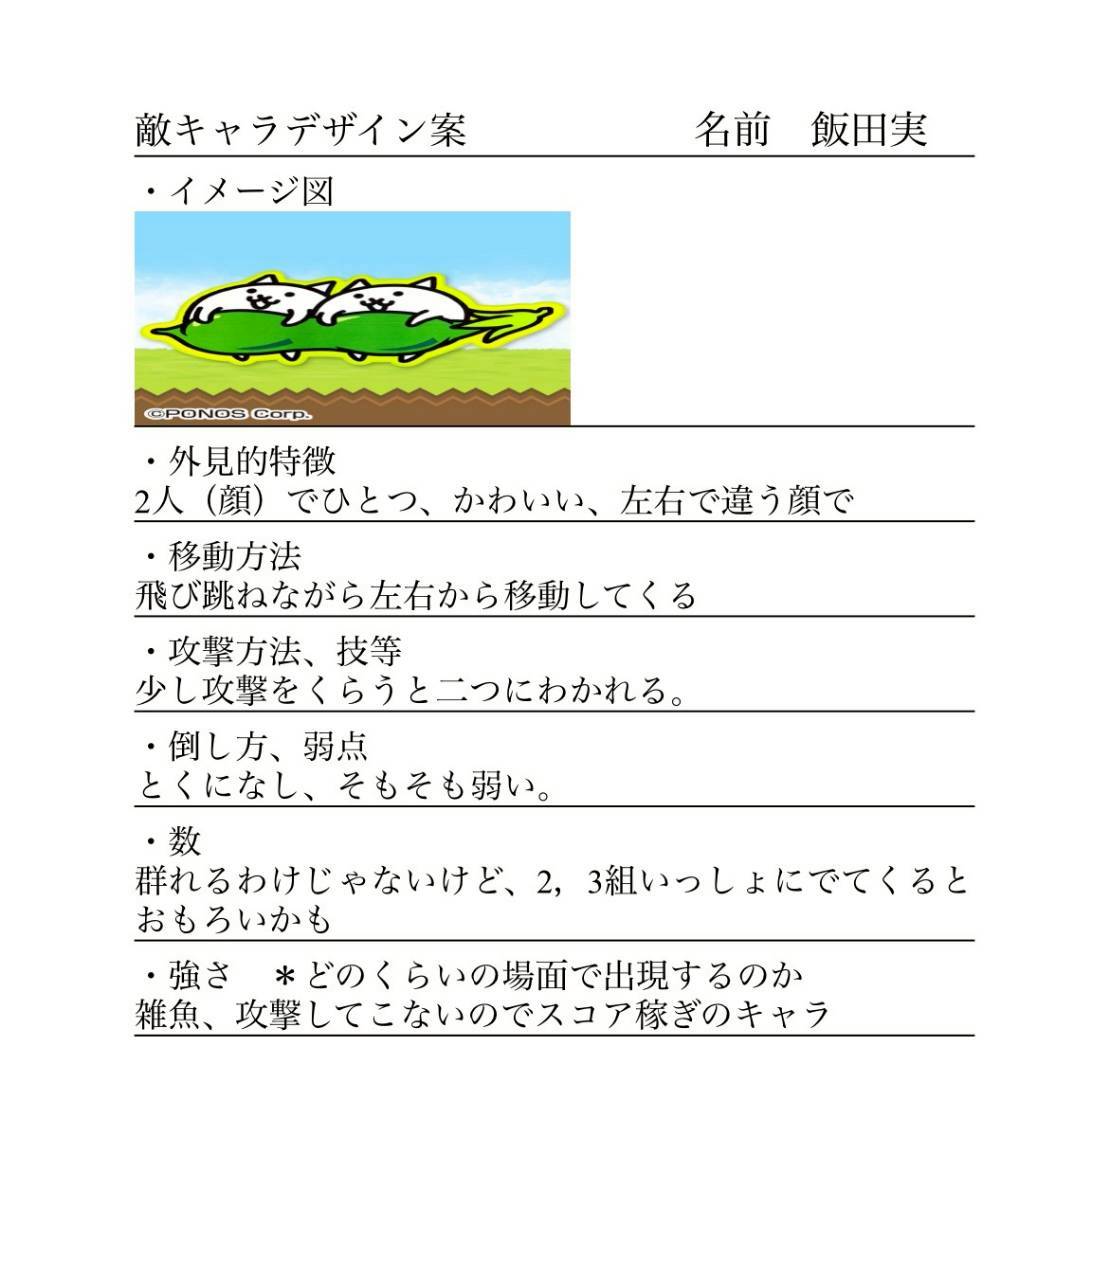 敵キャラデザイン案　名前　飯田実
・イメージ図
©PONOS Corp.
・外見的特徴
2人（顔）でひとつ、かわいい、左右で違う顔で
・移動方法
飛び跳ねながら左右から移動してくる
・攻撃方法、技等
少し攻撃をくらうと二つにわかれる。
・倒し方、弱点
とくになし、そもそも弱い。
・数
群れるわけじゃないけど、2，3組いっしょにでてくると
おもろいかも
・強さ　＊どのくらいの場面で出現するのか
雑魚、攻撃してこないのでスコア稼ぎのキャラ